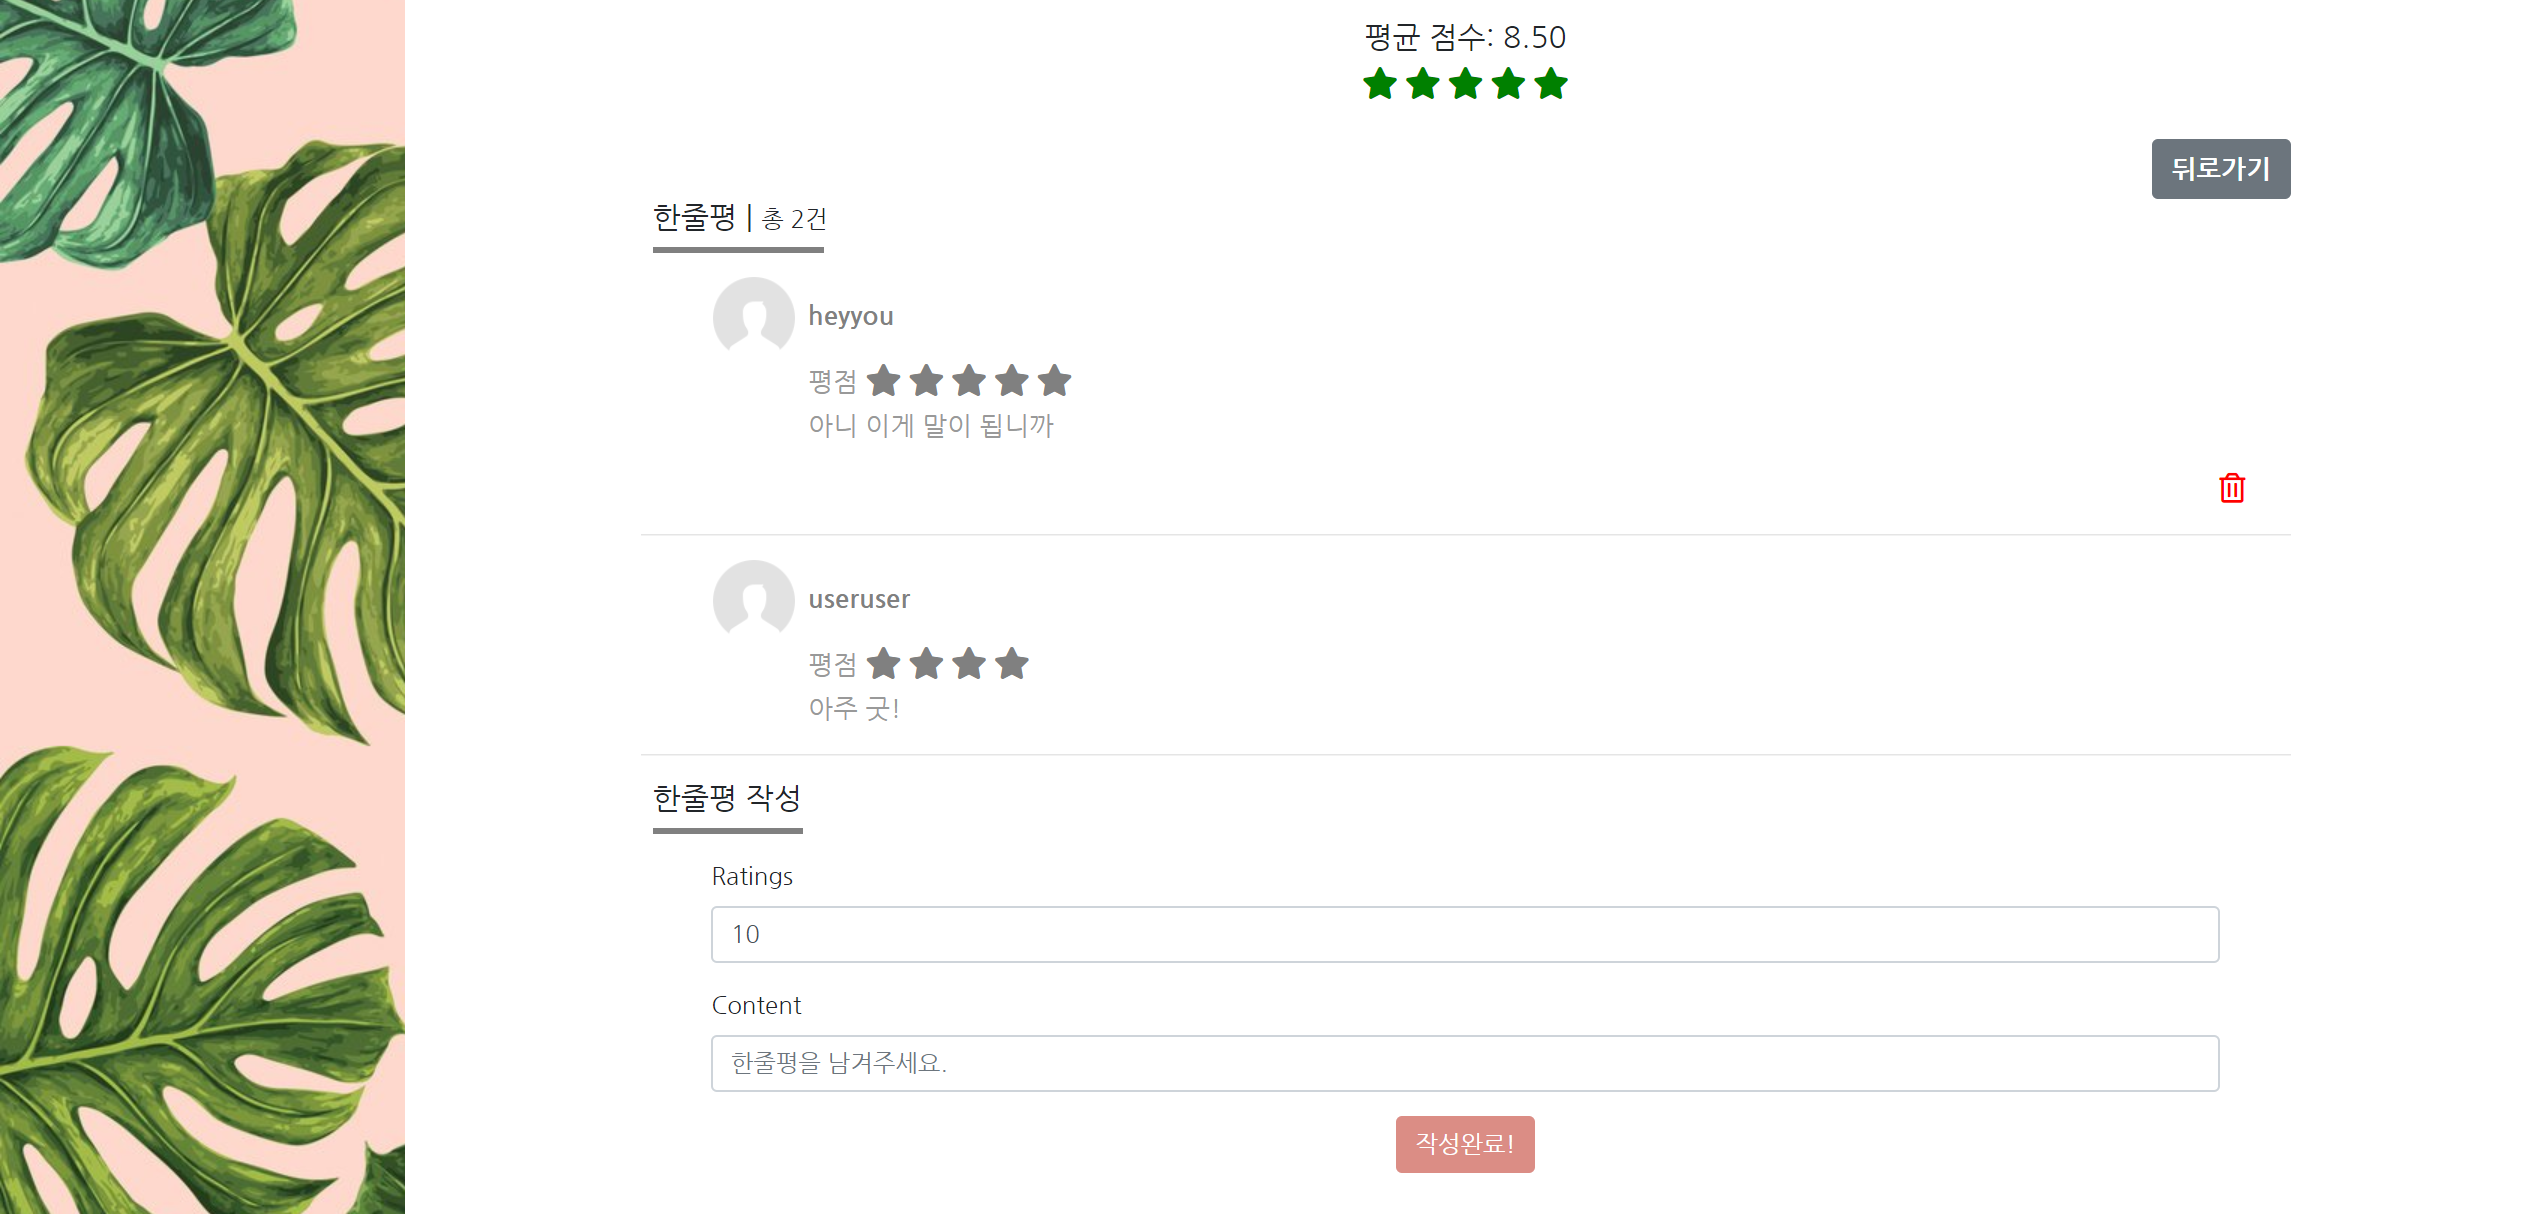 평균 점수: 8.50
뒤로가기
한줄평 | 총 2건
heyyou
평점
아니 이게 말이 됩니까
useruser
평점
아주 굿!
한줄평 작성
Ratings
10
Content
한줄평을 남겨주세요.
작성완료!